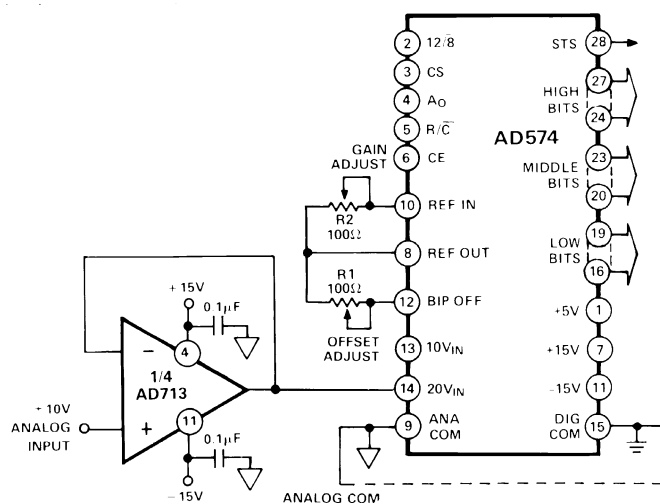 2 12/8̅
STS 28
3 CS
27
HIGH
BITS
4 A₀
24
5 R/C̅
AD574
GAIN
ADJUST
6 CE
23
MIDDLE
BITS
20
10 REF IN
R2
100Ω
19
LOW
BITS
8 REF OUT
16
R1
100Ω
12 BIP OFF
+5V 1
OFFSET
ADJUST
13 10VIN
+15V 7
14 20VIN
-15V 11
9 ANA
COM
DIG
COM 15
+15V
0.1µF
4
−
1/4
AD713
+10V
ANALOG
INPUT
+
11
0.1µF
−15V
ANALOG COM